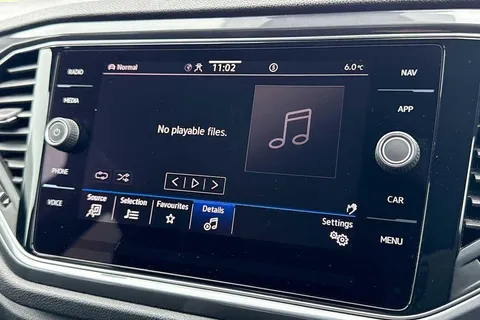 RADIO
MEDIA
PHONE
VOICE
Normal
11:02
6.0°C
No playable files.
Source
Selection
Favourites
Details
Settings
NAV
APP
CAR
MENU